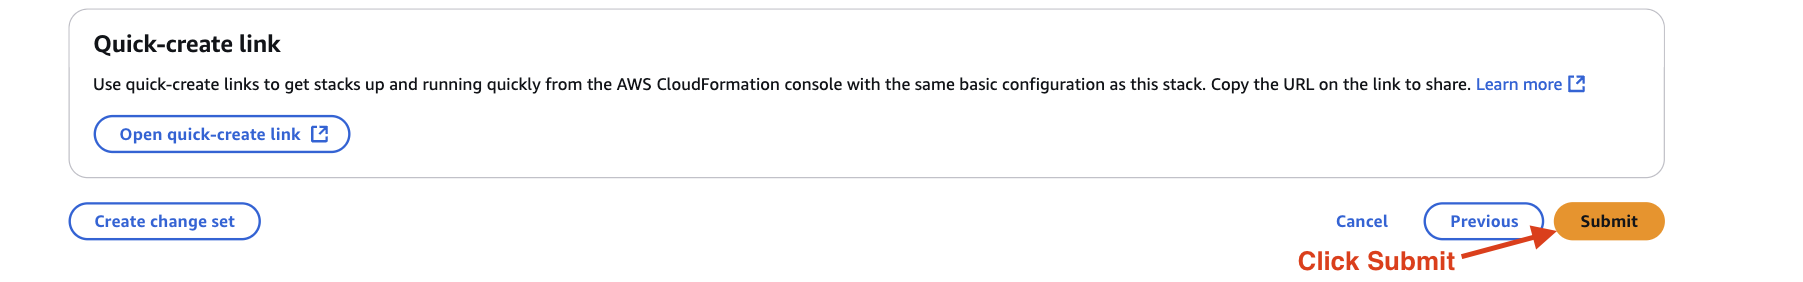 Quick-create link
Use quick-create links to get stacks up and running quickly from the AWS CloudFormation console with the same basic configuration as this stack. Copy the URL on the link to share. Learn more
Open quick-create link
Create change set
Cancel
Previous
Submit
Click Submit